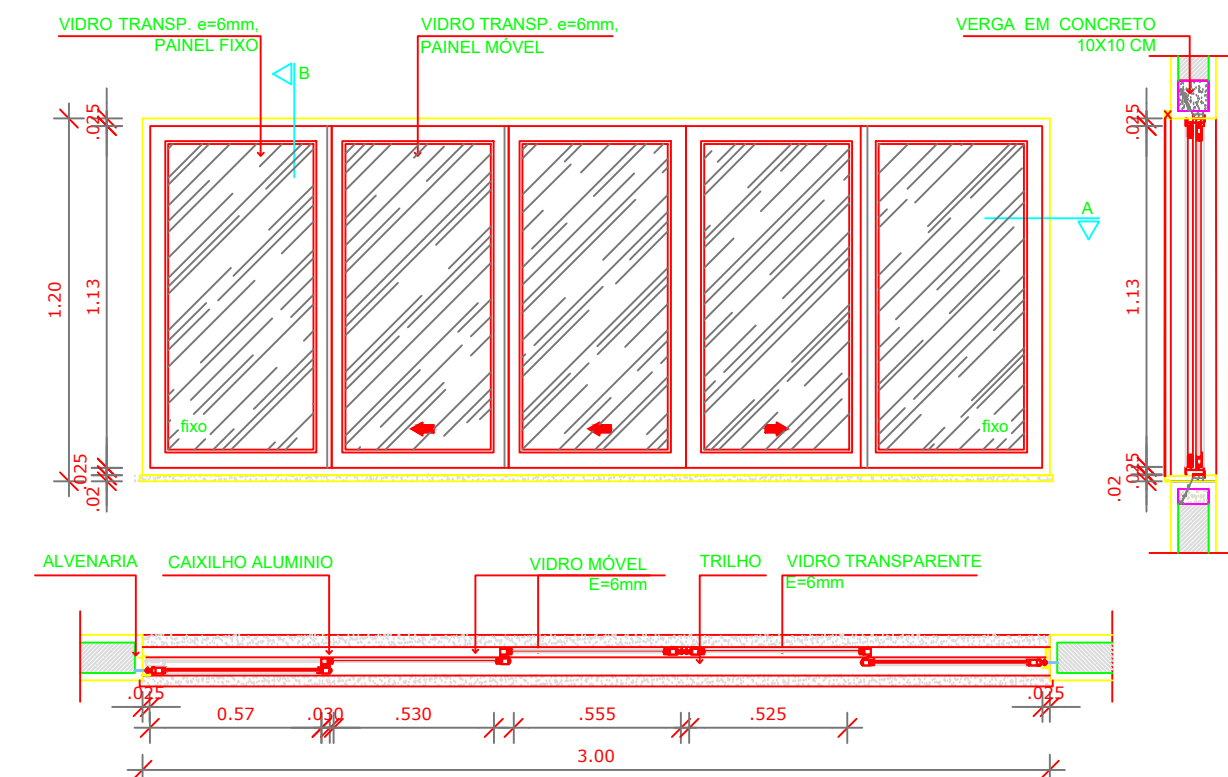 VIDRO TRANSP. e=6mm,
PAINEL FIXO
VIDRO TRANSP. e=6mm,
PAINEL MÓVEL
VERGA EM CONCRETO
10X10 CM
B
A
.025
1.20
1.13
.025
.02
fixo
fixo
.025
1.13
.025
.02
x
ALVENARIA
CAIXILHO ALUMINIO
VIDRO MÓVEL
E=6mm
TRILHO
VIDRO TRANSPARENTE
E=6mm
.025
0.57
.030
.530
.555
.525
.025
3.00